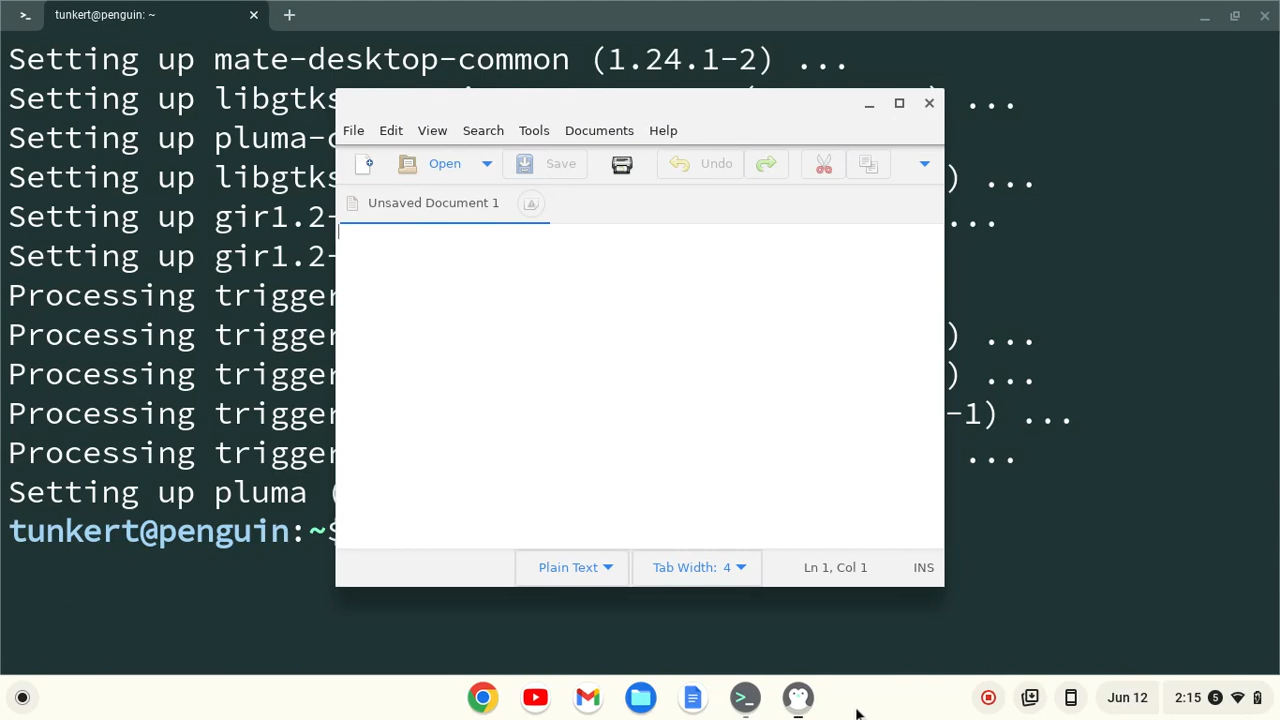 tunkert@penguin: ~
Setting up mate-desktop-common (1.24.1-2) ...
Setting up libgtks ...
Setting up pluma-
Setting up libgtks ) ...
Setting up gir1.2- ...
Setting up gir1.2-
Processing trigger
Processing trigger ) ...
Processing trigger ) ...
Processing trigger -1) ...
Processing trigger ...
Setting up pluma (
tunkert@penguin:~$
File Edit View Search Tools Documents Help
Open Save Undo
Unsaved Document 1
Plain Text Tab Width: 4 Ln 1, Col 1 INS
Jun 12 2:15 5